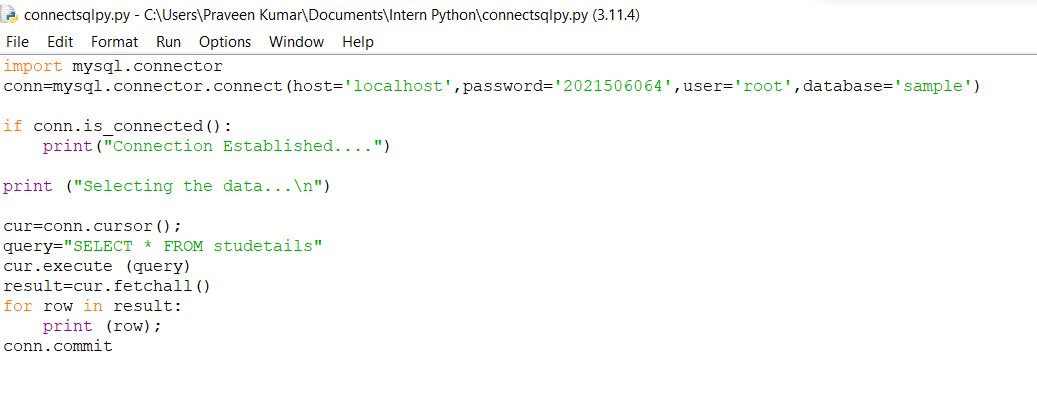 connectsqlpy.py - C:\Users\Praveen Kumar\Documents\Intern Python\connectsqlpy.py (3.11.4)
File Edit Format Run Options Window Help
import mysql.connector
conn=mysql.connector.connect(host='localhost',password='2021506064',user='root',database='sample')
if conn.is_connected():
    print("Connection Established....")
print ("Selecting the data...\n")
cur=conn.cursor();
query="SELECT * FROM studetails"
cur.execute (query)
result=cur.fetchall()
for row in result:
    print (row);
conn.commit